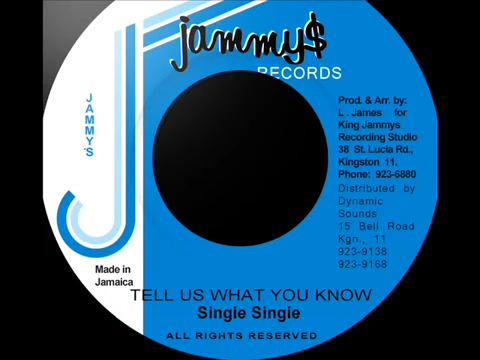 jammy$
RECORDS
JAMMY'S
Prod. & Arr. by:
L . James for
King Jammys
Recording Studio
38 St. Lucia Rd.,
Kingston 11.
Phone: 923-6880
Distributed by
Dynamic
Sounds
15 Bell Road
Kgn., 11
923-9138
923-9168
Made in
Jamaica
TELL US WHAT YOU KNOW
Singie Singie
ALL RIGHTS RESERVED